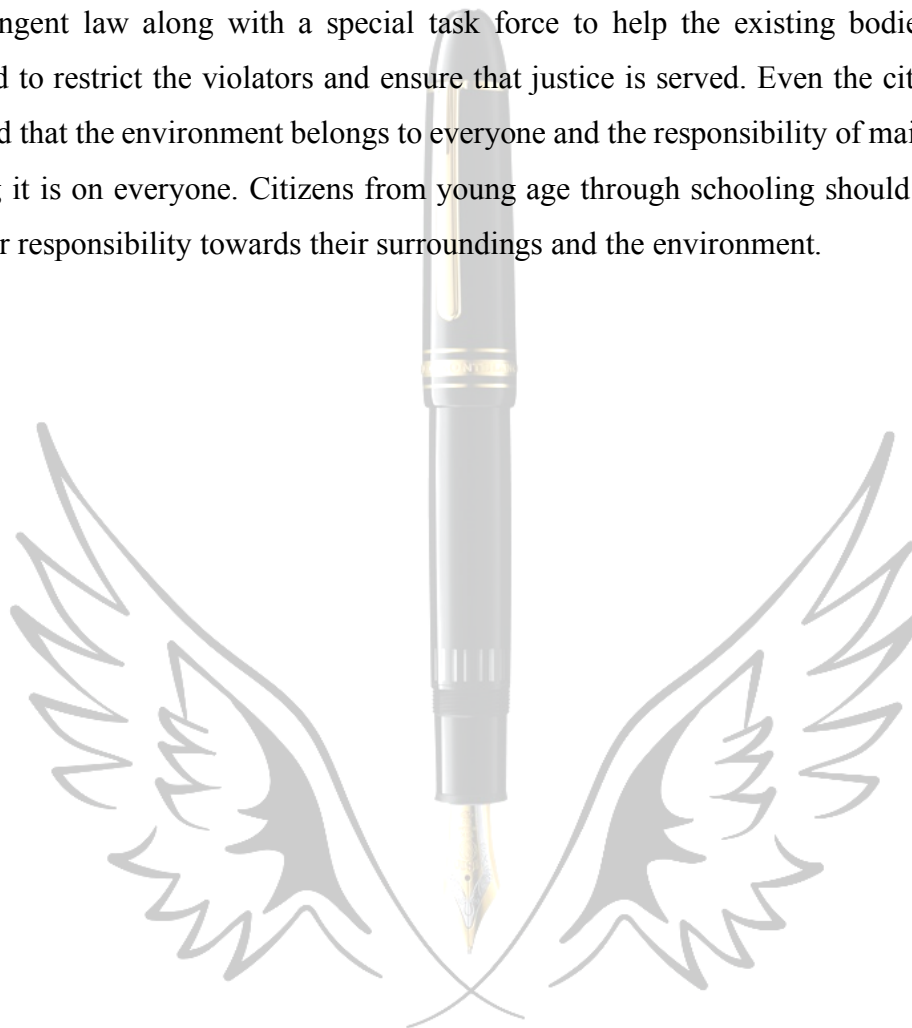 ngent law along with a special task force to help the existing bodie
d to restrict the violators and ensure that justice is served. Even the cit
d that the environment belongs to everyone and the responsibility of mai
; it is on everyone. Citizens from young age through schooling should
r responsibility towards their surroundings and the environment.